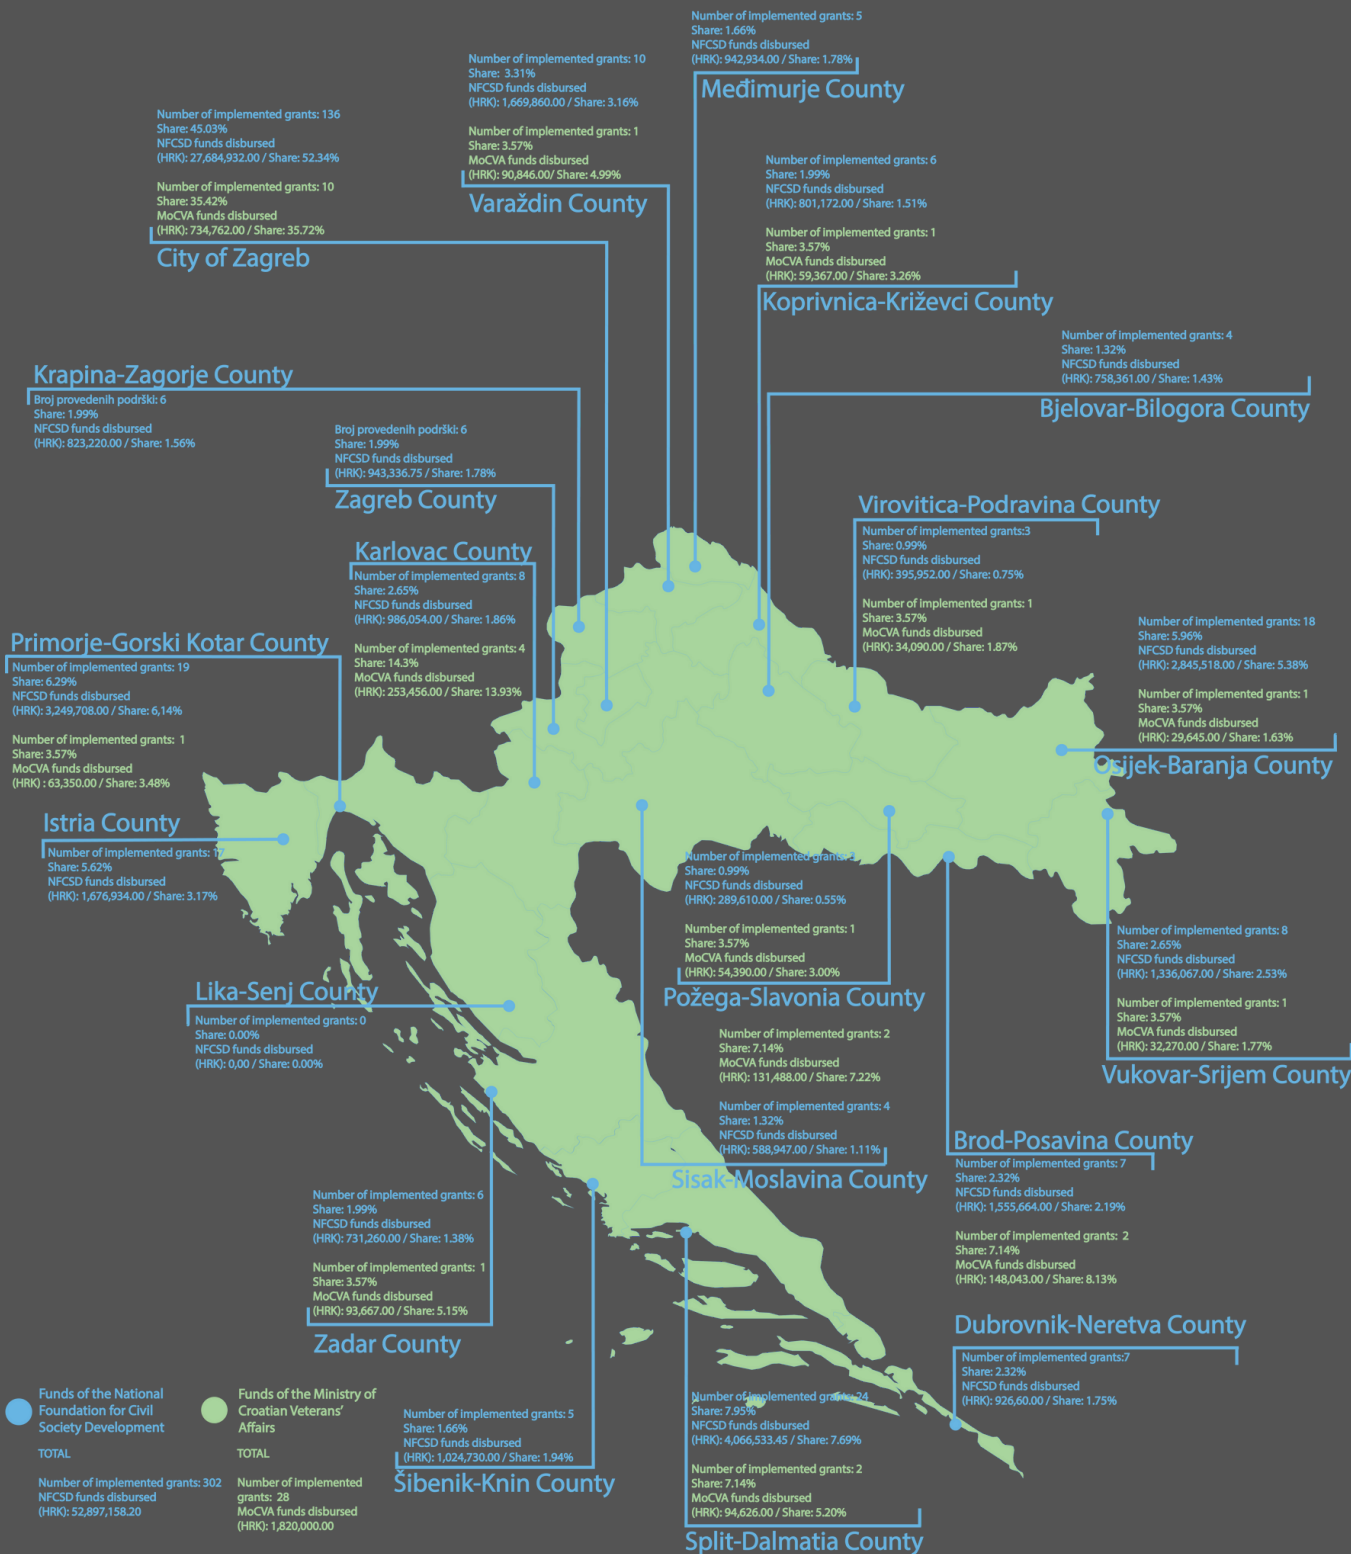 Number of implemented grants: 5
Share: 1.66%
NFCSD funds disbursed
(HRK): 942,934.00 / Share: 1.78%
Međimurje County
Number of implemented grants: 10
Share: 3.31%
NFCSD funds disbursed
(HRK): 1,669,860.00 / Share: 3.16%
Number of implemented grants: 1
Share: 3.57%
MoCVA funds disbursed
(HRK): 90,846.00/ Share: 4.99%
Varaždin County
Number of implemented grants: 136
Share: 45.03%
NFCSD funds disbursed
(HRK): 27,684,932.00 / Share: 52.34%
Number of implemented grants: 10
Share: 35.42%
MoCVA funds disbursed
(HRK): 734,762.00 / Share: 35.72%
City of Zagreb
Number of implemented grants: 6
Share: 1.99%
NFCSD funds disbursed
(HRK): 801,172.00 / Share: 1.51%
Number of implemented grants: 1
Share: 3.57%
MoCVA funds disbursed
(HRK): 59,367.00 / Share: 3.26%
Koprivnica-Križevci County
Number of implemented grants: 4
Share: 1.32%
NFCSD funds disbursed
(HRK): 758,361.00 / Share: 1.43%
Bjelovar-Bilogora County
Krapina-Zagorje County
Broj provedenih podrški: 6
Share: 1.99%
NFCSD funds disbursed
(HRK): 823,220.00 / Share: 1.56%
Broj provedenih podrški: 6
Share: 1.99%
NFCSD funds disbursed
(HRK): 943,336.75 / Share: 1.78%
Zagreb County
Virovitica-Podravina County
Number of implemented grants:3
Share: 0.99%
NFCSD funds disbursed
(HRK): 395,952.00 / Share: 0.75%
Number of implemented grants: 1
Share: 3.57%
MoCVA funds disbursed
(HRK): 34,090.00 / Share: 1.87%
Karlovac County
Number of implemented grants: 8
Share: 2.65%
NFCSD funds disbursed
(HRK): 986,054.00 / Share: 1.86%
Number of implemented grants: 4
Share: 14.3%
MoCVA funds disbursed
(HRK): 253,456.00 / Share: 13.93%
Primorje-Gorski Kotar County
Number of implemented grants: 19
Share: 6.29%
NFCSD funds disbursed
(HRK): 3,249,708.00 / Share: 6,14%
Number of implemented grants: 1
Share: 3.57%
MoCVA funds disbursed
(HRK) : 63,350.00 / Share: 3.48%
Number of implemented grants: 18
Share: 5.96%
NFCSD funds disbursed
(HRK): 2,845,518.00 / Share: 5.38%
Number of implemented grants: 1
Share: 3.57%
MoCVA funds disbursed
(HRK): 29,645.00 / Share: 1.63%
Osijek-Baranja County
Istria County
Number of implemented grants: 17
Share: 5.62%
NFCSD funds disbursed
(HRK): 1,676,934.00 / Share: 3.17%
Number of implemented grants: 3
Share: 0.99%
NFCSD funds disbursed
(HRK): 289,610.00 / Share: 0.55%
Number of implemented grants: 1
Share: 3.57%
MoCVA funds disbursed
(HRK): 54,390.00 / Share: 3.00%
Požega-Slavonia County
Number of implemented grants: 8
Share: 2.65%
NFCSD funds disbursed
(HRK): 1,336,067.00 / Share: 2.53%
Number of implemented grants: 1
Share: 3.57%
MoCVA funds disbursed
(HRK): 32,270.00 / Share: 1.77%
Vukovar-Srijem County
Lika-Senj County
Number of implemented grants: 0
Share: 0.00%
NFCSD funds disbursed
(HRK): 0,00 / Share: 0.00%
Number of implemented grants: 2
Share: 7.14%
MoCVA funds disbursed
(HRK): 131,488.00 / Share: 7.22%
Number of implemented grants: 4
Share: 1.32%
NFCSD funds disbursed
(HRK): 588,947.00 / Share: 1.11%
Sisak-Moslavina County
Brod-Posavina County
Number of implemented grants: 7
Share: 2.32%
NFCSD funds disbursed
(HRK): 1,555,664.00 / Share: 2.19%
Number of implemented grants: 2
Share: 7.14%
MoCVA funds disbursed
(HRK): 148,043.00 / Share: 8.13%
Number of implemented grants: 6
Share: 1.99%
NFCSD funds disbursed
(HRK): 731,260.00 / Share: 1.38%
Number of implemented grants: 1
Share: 3.57%
MoCVA funds disbursed
(HRK): 93,667.00 / Share: 5.15%
Zadar County
Dubrovnik-Neretva County
Number of implemented grants:7
Share: 2.32%
NFCSD funds disbursed
(HRK): 926,60.00 / Share: 1.75%
Number of implemented grants: 24
Share: 7.95%
NFCSD funds disbursed
(HRK): 4,066,533.45 / Share: 7.69%
Number of implemented grants: 2
Share: 7.14%
MoCVA funds disbursed
(HRK): 94,626.00 / Share: 5.20%
Split-Dalmatia County
Number of implemented grants: 5
Share: 1.66%
NFCSD funds disbursed
(HRK): 1,024,730.00 / Share: 1.94%
Šibenik-Knin County
Funds of the National
Foundation for Civil
Society Development
TOTAL
Number of implemented grants: 302
NFCSD funds disbursed
(HRK): 52,897,158.20
Funds of the Ministry of
Croatian Veterans'
Affairs
TOTAL
Number of implemented
grants: 28
MoCVA funds disbursed
(HRK): 1,820,000.00